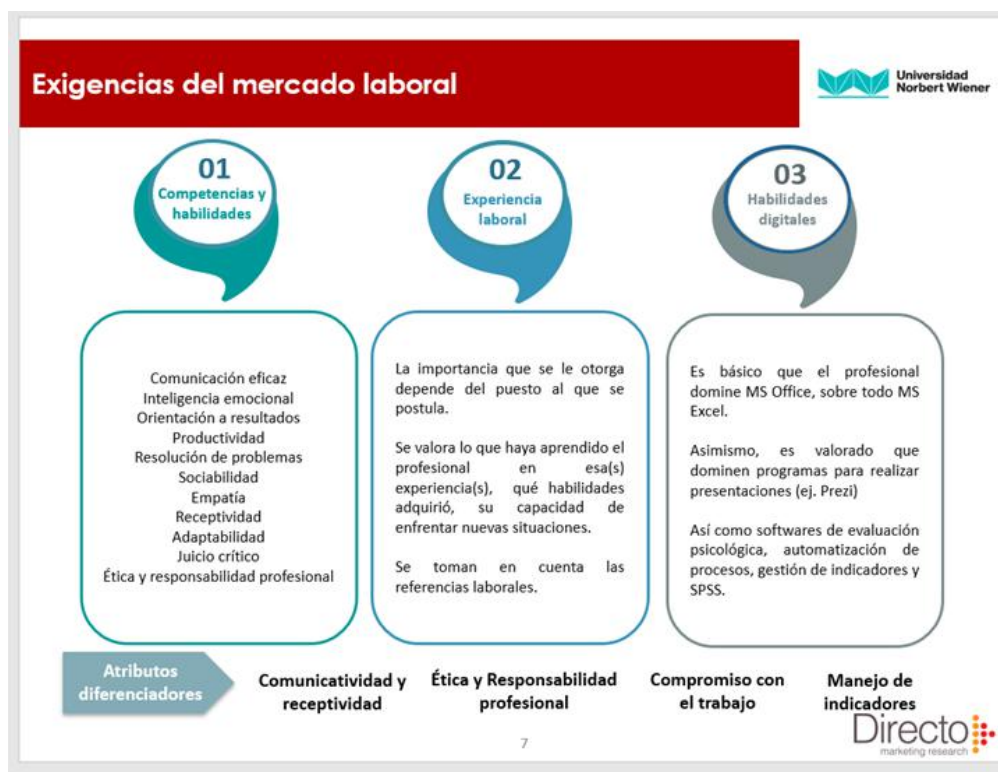 Exigencias del mercado laboral
Universidad
Norbert Wiener
01
Competencias y
habilidades
02
Experiencia
laboral
03
Habilidades
digitales
Comunicación eficaz
Inteligencia emocional
Orientación a resultados
Productividad
Resolución de problemas
Sociabilidad
Empatía
Receptividad
Adaptabilidad
Juicio crítico
Ética y responsabilidad profesional
La importancia que se le otorga
depende del puesto al que se
postula.
Se valora lo que haya aprendido el
profesional en esa(s)
experiencia(s), qué habilidades
adquirió, su capacidad de
enfrentar nuevas situaciones.
Se toman en cuenta las
referencias laborales.
Es básico que el profesional
domine MS Office, sobre todo MS
Excel.
Asimismo, es valorado que
dominen programas para realizar
presentaciones (ej. Prezi)
Así como softwares de evaluación
psicológica, automatización de
procesos, gestión de indicadores y
SPSS.
Atributos
diferenciadores
Comunicatividad y
receptividad
Ética y Responsabilidad
profesional
Compromiso con
el trabajo
Manejo de
indicadores
7
Directo
marketing research